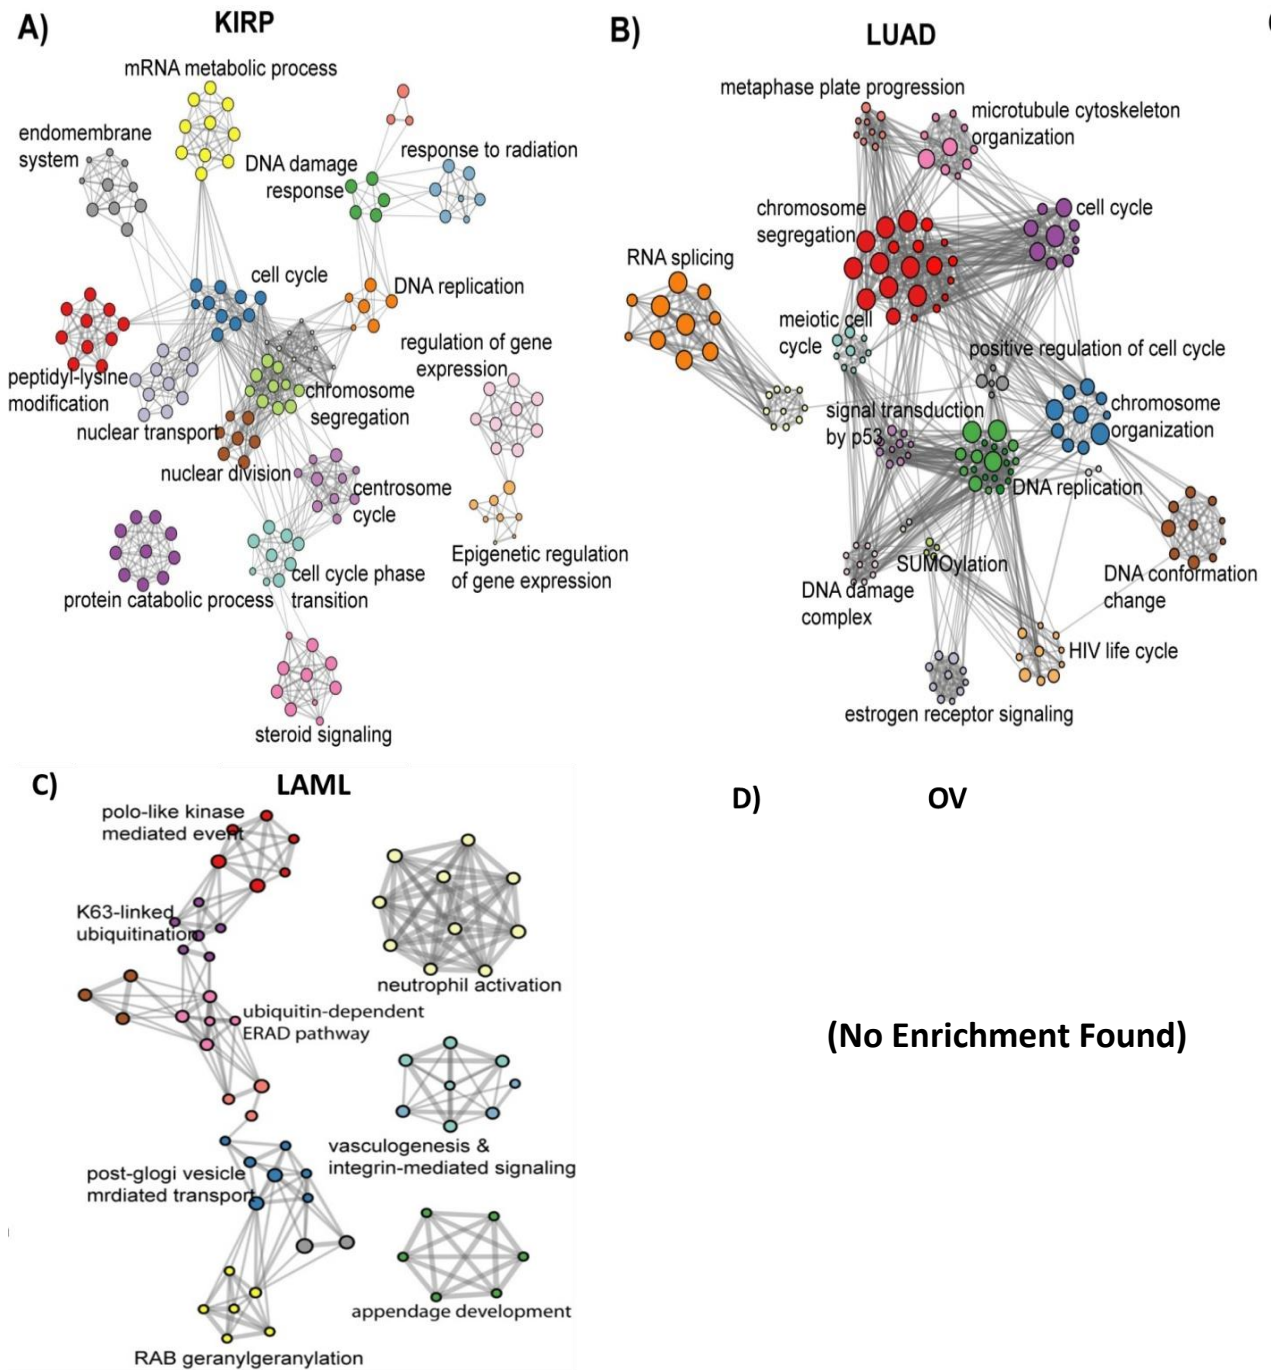 A)
KIRP
mRNA metabolic process
endomembrane
system
DNA damage
response
response to radiation
cell cycle
DNA replication
peptidyl-lysine
modification
regulation of gene
expression
chromosome
segregation
nuclear transport
nuclear division
centrosome
cycle
Epigenetic regulation
of gene expression
protein catabolic process
cell cycle phase
transition
steroid signaling
B)
LUAD
metaphase plate progression
microtubule cytoskeleton
organization
chromosome
segregation
cell cycle
RNA splicing
meiotic cell
cycle
positive regulation of cell cycle
signal transduction
by p53
chromosome
organization
DNA replication
SUMOylation
DNA damage
complex
DNA conformation
change
HIV life cycle
estrogen receptor signaling
C)
LAML
polo-like kinase
mediated event
K63-linked
ubiquitination
neutrophil activation
ubiquitin-dependent
ERAD pathway
vasculogenesis &
integrin-mediated signaling
post-glogi vesicle
mrdiated transport
appendage development
RAB geranylgeranylation
D)
OV
(No Enrichment Found)